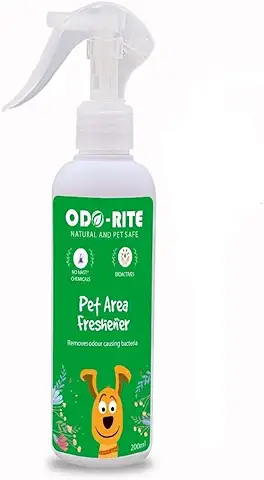 ODO-RITE
NATURAL AND PET SAFE
NO NASTY CHEMICALS
BIOACTIVES
Pet Area
Freshener
Removes odour causing bacteria
200ml